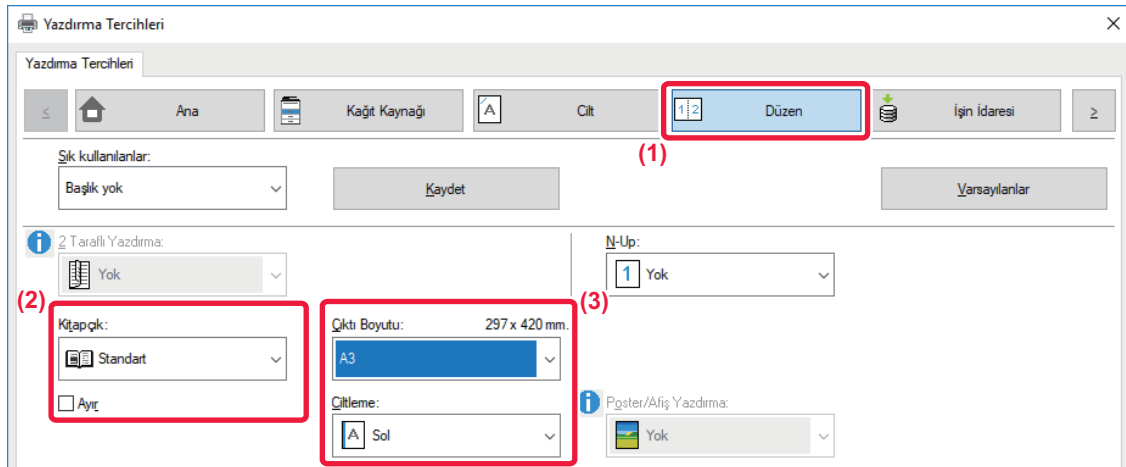 Yazdırma Tercihleri
Yazdırma Tercihleri
Ana
Kağıt Kaynağı
Cilt
Düzen
İşin İdaresi
(1)
Sık kullanılanlar:
Başlık yok
Kaydet
Varsayılanlar
2 Taraflı Yazdırma:
Yok
N-Up:
1 Yok
(2)
(3)
Kitapçık:
Standart
Ayır
Çıktı Boyutu: 297 x 420 mm.
A3
Ciltleme:
Sol
Poster/Afiş Yazdırma:
Yok